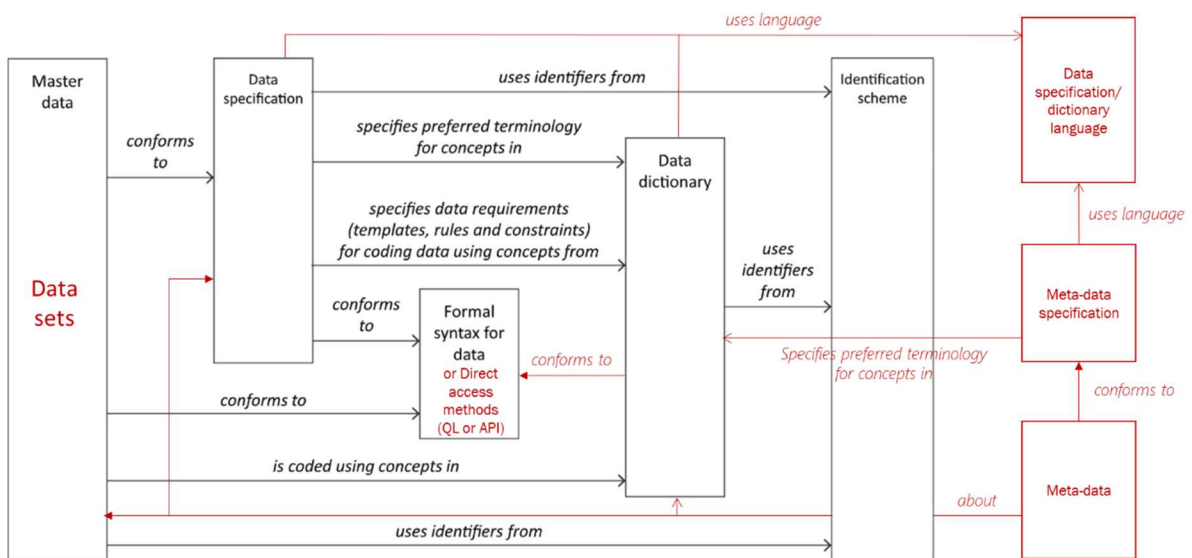 uses language
Master
data
Data
specification
uses identifiers from
Identification
scheme
Data
specification/
dictionary
language
conforms
to
specifies preferred terminology
for concepts in
Data
dictionary
specifies data requirements
(templates, rules and constraints)
for coding data using concepts from
uses language
uses
identifiers
from
Data
sets
conforms
to
Formal
syntax for
data
or Direct
access
methods
(QL or API)
Meta-data
specification
conforms to
Specifies preferred terminology
for concepts in
conforms to
conforms to
is coded using concepts in
about
Meta-data
uses identifiers from